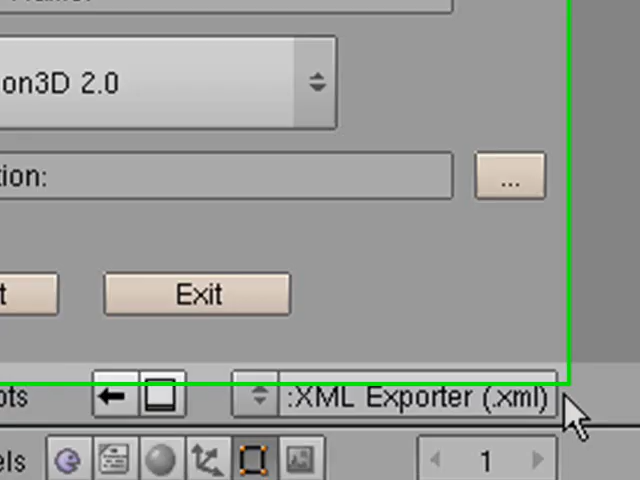 on3D 2.0
tion:
...
t
Exit
ots
:XML Exporter (.xml)
els
1